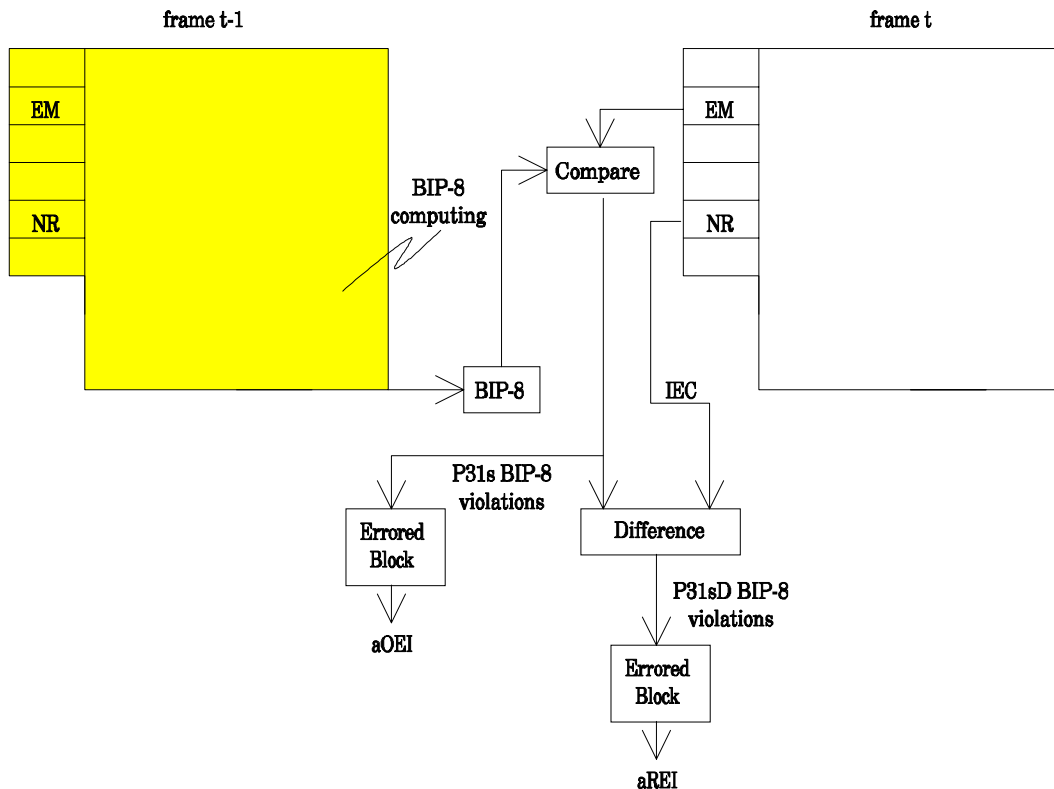 frame t-1
frame t
EM
EM
Compare
BIP-8
computing
NR
NR
BIP-8
IEC
P31s BIP-8
violations
Errored
Block
Difference
P31sD BIP-8
violations
aOEI
Errored
Block
aREI